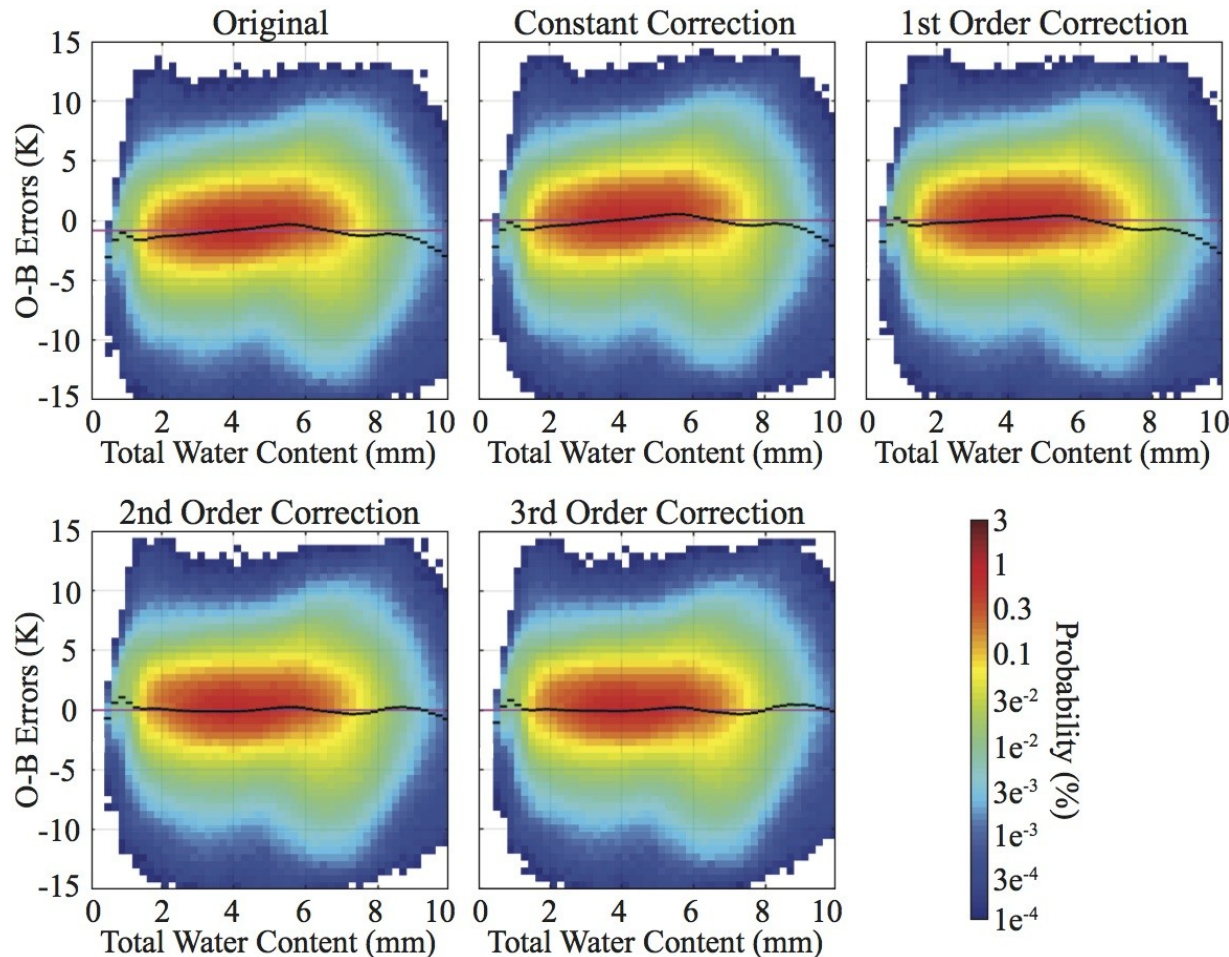 Original
Constant Correction
1st Order Correction
O-B Errors (K)
15
10
5
0
-5
-10
-15
0 2 4 6 8 10
0 2 4 6 8 10
0 2 4 6 8 10
Total Water Content (mm)
Total Water Content (mm)
Total Water Content (mm)
2nd Order Correction
3rd Order Correction
O-B Errors (K)
15
10
5
0
-5
-10
-15
0 2 4 6 8 10
0 2 4 6 8 10
Total Water Content (mm)
Total Water Content (mm)
3
1
0.3
0.1
3e-2
1e-2
3e-3
1e-3
3e-4
1e-4
Probability (%)